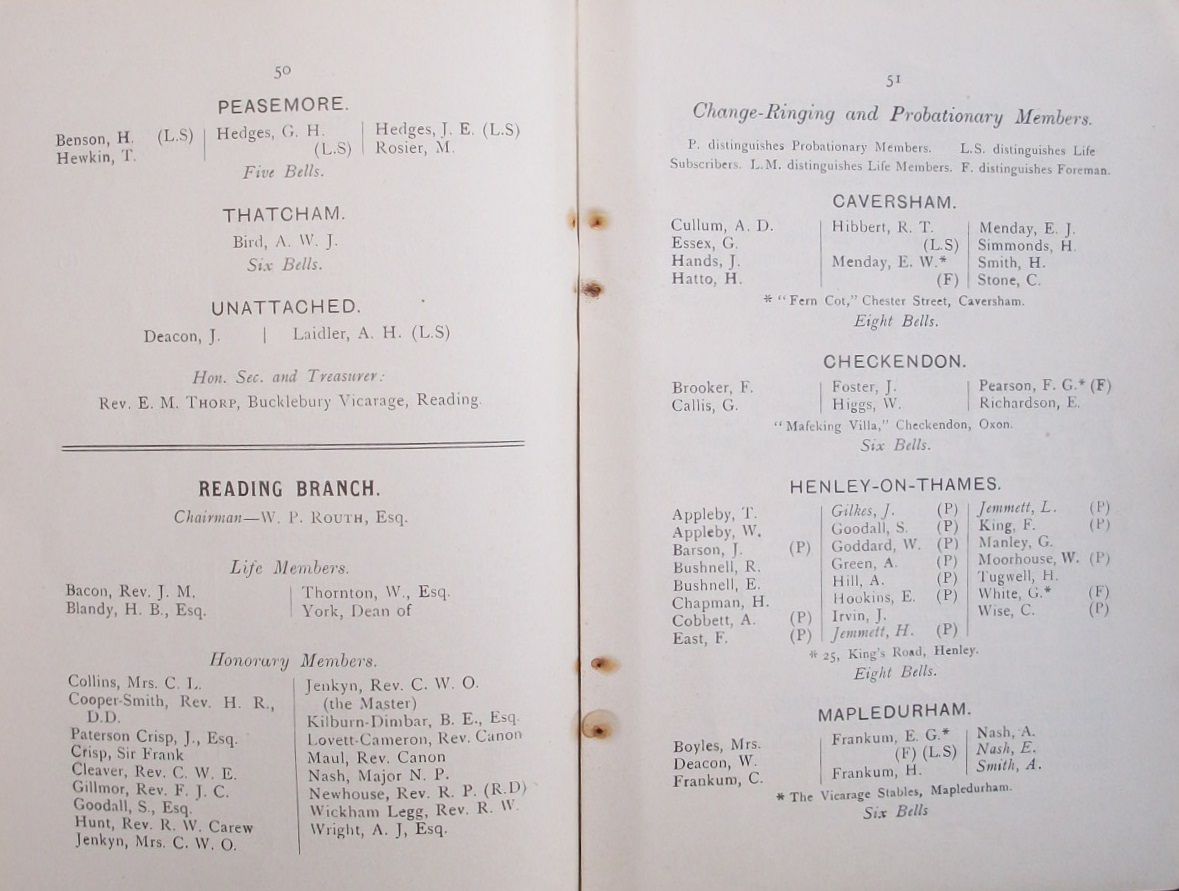 50
PEASEMORE.
Benson, H. (L.S) | Hedges, G. H. | Hedges, J. E. (L.S)
Hewkin, T. | (L.S) | Rosier, M.
Five Bells.
THATCHAM.
Bird, A. W. J.
Six Bells.
UNATTACHED.
Deacon, J. | Laidler, A. H. (L.S)
Hon. Sec. and Treasurer:
Rev. E. M. THORP, Bucklebury Vicarage, Reading.
READING BRANCH.
Chairman—W. P. ROUTH, Esq.
Life Members.
Bacon, Rev. J. M. | Thornton, W., Esq.
Blandy, H. B., Esq. | York, Dean of
Honorary Members.
Collins, Mrs. C. L.
Cooper-Smith, Rev. H. R.,
D.D.
Paterson Crisp, J., Esq.
Crisp, Sir Frank
Cleaver, Rev. C. W. E.
Gillmor, Rev. F. J. C.
Goodall, S., Esq.
Hunt, Rev. R. W. Carew
Jenkyn, Mrs. C. W. O.
Jenkyn, Rev. C. W. O.
(the Master)
Kilburn-Dimbar, B. E., Esq.
Lovett-Cameron, Rev. Canon
Maul, Rev. Canon
Nash, Major N. P.
Newhouse, Rev. R. P. (R.D)
Wickham Legg, Rev. R. W.
Wright, A. J, Esq.
51
Change-Ringing and Probationary Members.
P. distinguishes Probationary Members. L.S. distinguishes Life
Subscribers. L.M. distinguishes Life Members. F. distinguishes Foreman.
CAVERSHAM.
Cullum, A. D. | Hibbert, R. T. | Menday, E. J.
Essex, G. | (L.S) | Simmonds, H.
Hands, J. | Menday, E. W.* | Smith, H.
Hatto, H. | (F) | Stone, C.
* "Fern Cot," Chester Street, Caversham.
Eight Bells.
CHECKENDON.
Brooker, F. | Foster, J. | Pearson, F. G.* (F)
Callis, G. | Higgs, W. | Richardson, E.
"Mafeking Villa," Checkendon, Oxon.
Six Bells.
HENLEY-ON-THAMES.
Appleby, T. | Gilkes, J. (P) | Jemmett, L. (P)
Appleby, W. | Goodall, S. (P) | King, F. (P)
Barson, J. (P) | Goddard, W. (P) | Manley, G.
Bushnell, R. | Green, A. (P) | Moorhouse, W. (P)
Bushnell, E. | Hill, A. (P) | Tugwell, H.
Chapman, H. | Hookins, E. (P) | White, G.* (F)
Cobbett, A. (P) | Irvin, J. | Wise, C. (P)
East, F. (P) | Jemmett, H. (P)
* 25, King's Road, Henley.
Eight Bells.
MAPLEDURHAM.
Boyles, Mrs. | Frankum, E. G.* | Nash, A.
Deacon, W. | (F) (L.S) | Nash, E.
Frankum, C. | Frankum, H. | Smith, A.
* The Vicarage Stables, Mapledurham.
Six Bells